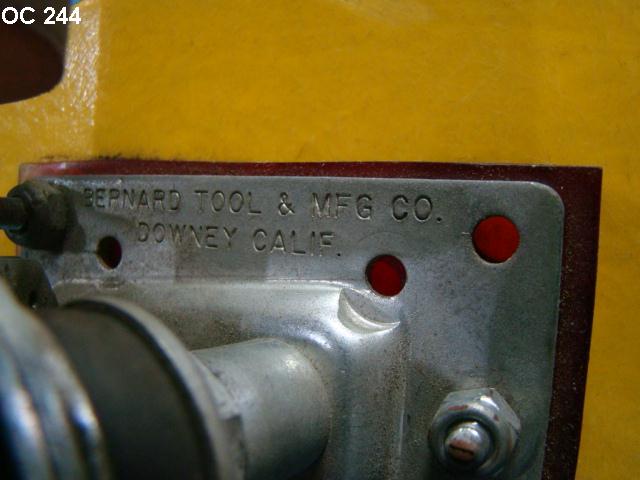 OC 244
BERNARD TOOL & MFG CO.
DOWNEY CALIF.